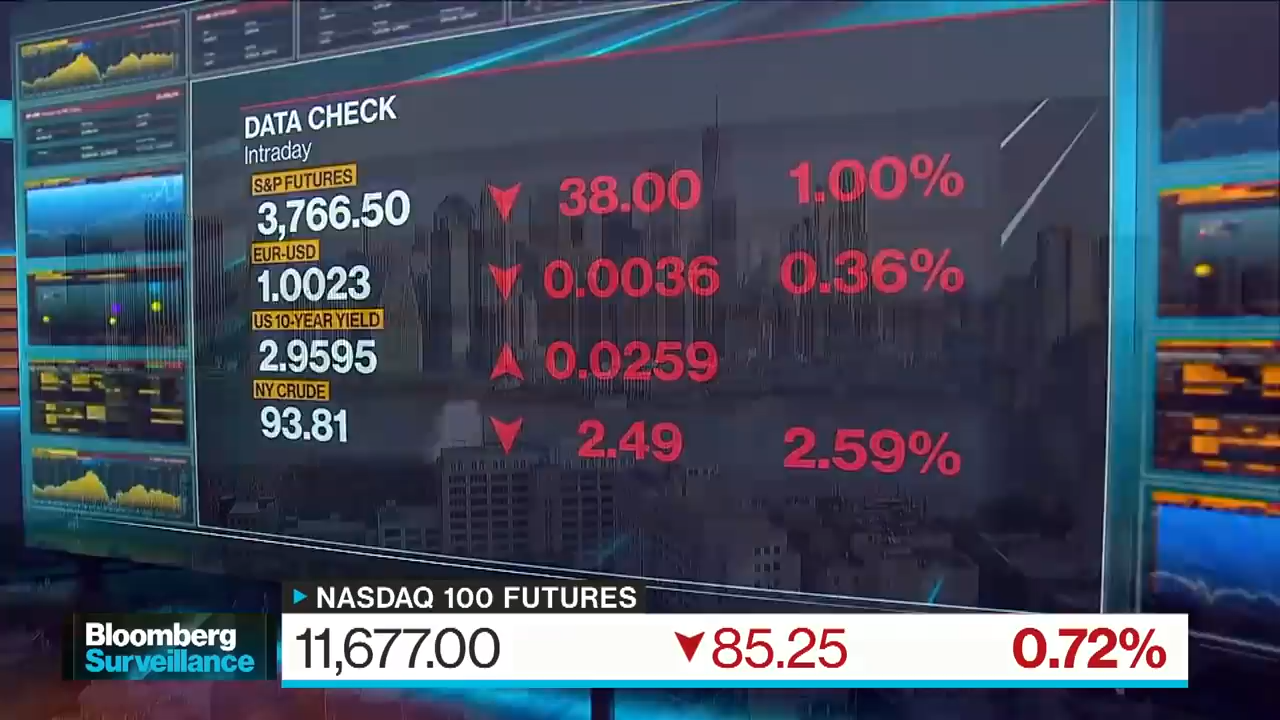 DATA CHECK
Intraday
S&P FUTURES
3,766.50 ▼ 38.00 1.00%
EUR-USD
1.0023 ▼ 0.0036 0.36%
US 10-YEAR YIELD
2.9595 ▲ 0.0259
NY CRUDE
93.81 ▼ 2.49 2.59%
NASDAQ 100 FUTURES
Bloomberg
Surveillance
11,677.00 ▼ 85.25 0.72%